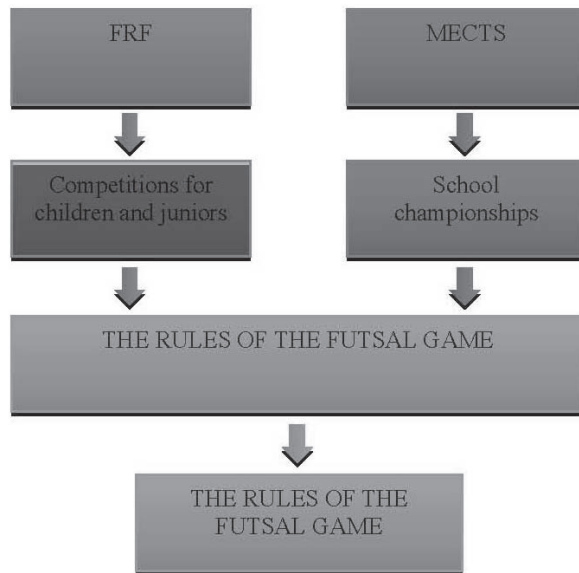 FRF
MECTS
Competitions for
children and juniors
School
championships
THE RULES OF THE FUTSAL GAME
THE RULES OF THE
FUTSAL GAME